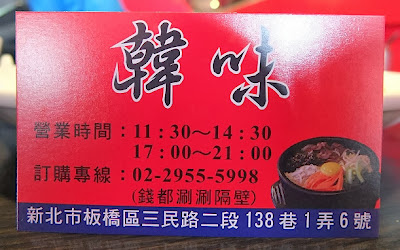 韓味
營業時間：11：30～14：30
17：00～21：00
訂購專線：02-2955-5998
(錢都涮涮隔壁)
新北市板橋區三民路二段138巷1弄6號